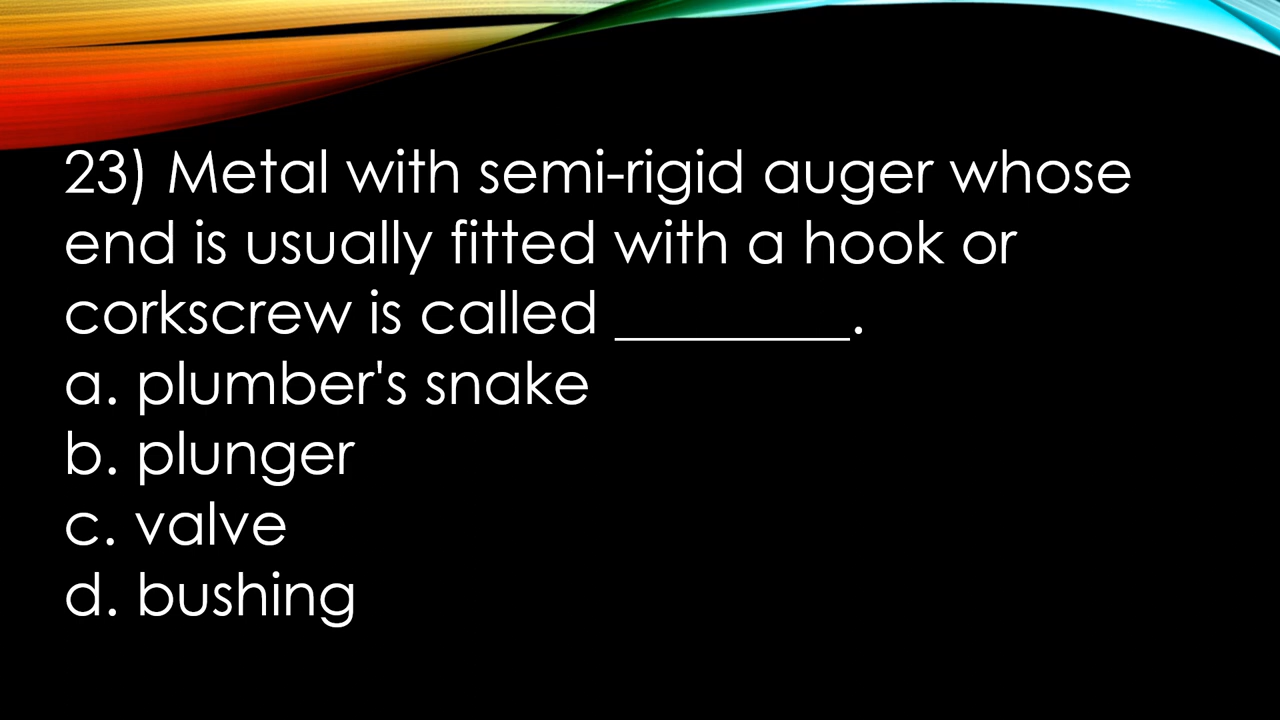 23) Metal with semi-rigid auger whose
end is usually fitted with a hook or
corkscrew is called ________.
a. plumber's snake
b. plunger
c. valve
d. bushing